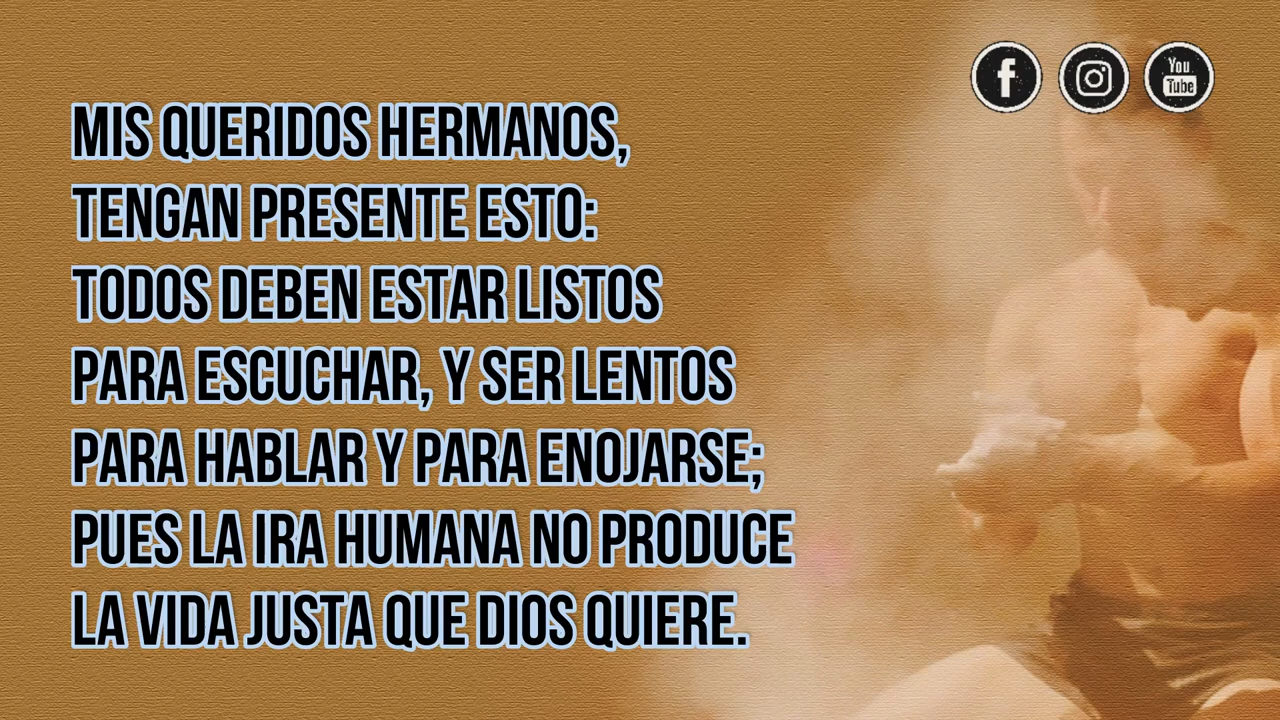 You
Tube
MIS QUERIDOS HERMANOS,
TENGAN PRESENTE ESTO:
TODOS DEBEN ESTAR LISTOS
PARA ESCUCHAR, Y SER LENTOS
PARA HABLAR Y PARA ENOJARSE;
PUES LA IRA HUMANA NO PRODUCE
LA VIDA JUSTA QUE DIOS QUIERE.